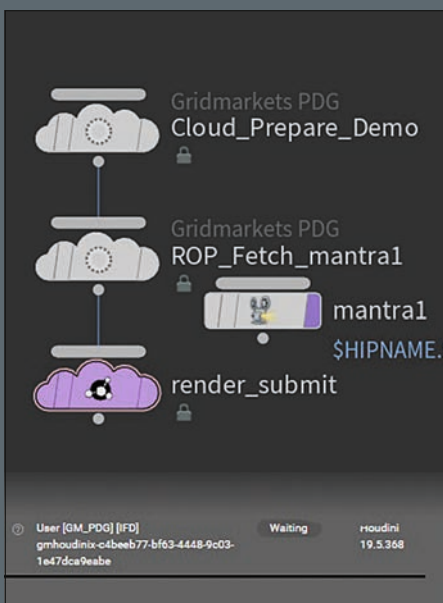 Gridmarkets PDG
Cloud_Prepare_Demo
Gridmarkets PDG
ROP_Fetch_mantra1
mantra1
$HIPNAME.
render_submit
User [GM_PDG] [IFD]
gmhoudinix-c4beeb77-bf63-4448-9c03-
1e47dca9eabe
Waiting
Houdini
19.5.368